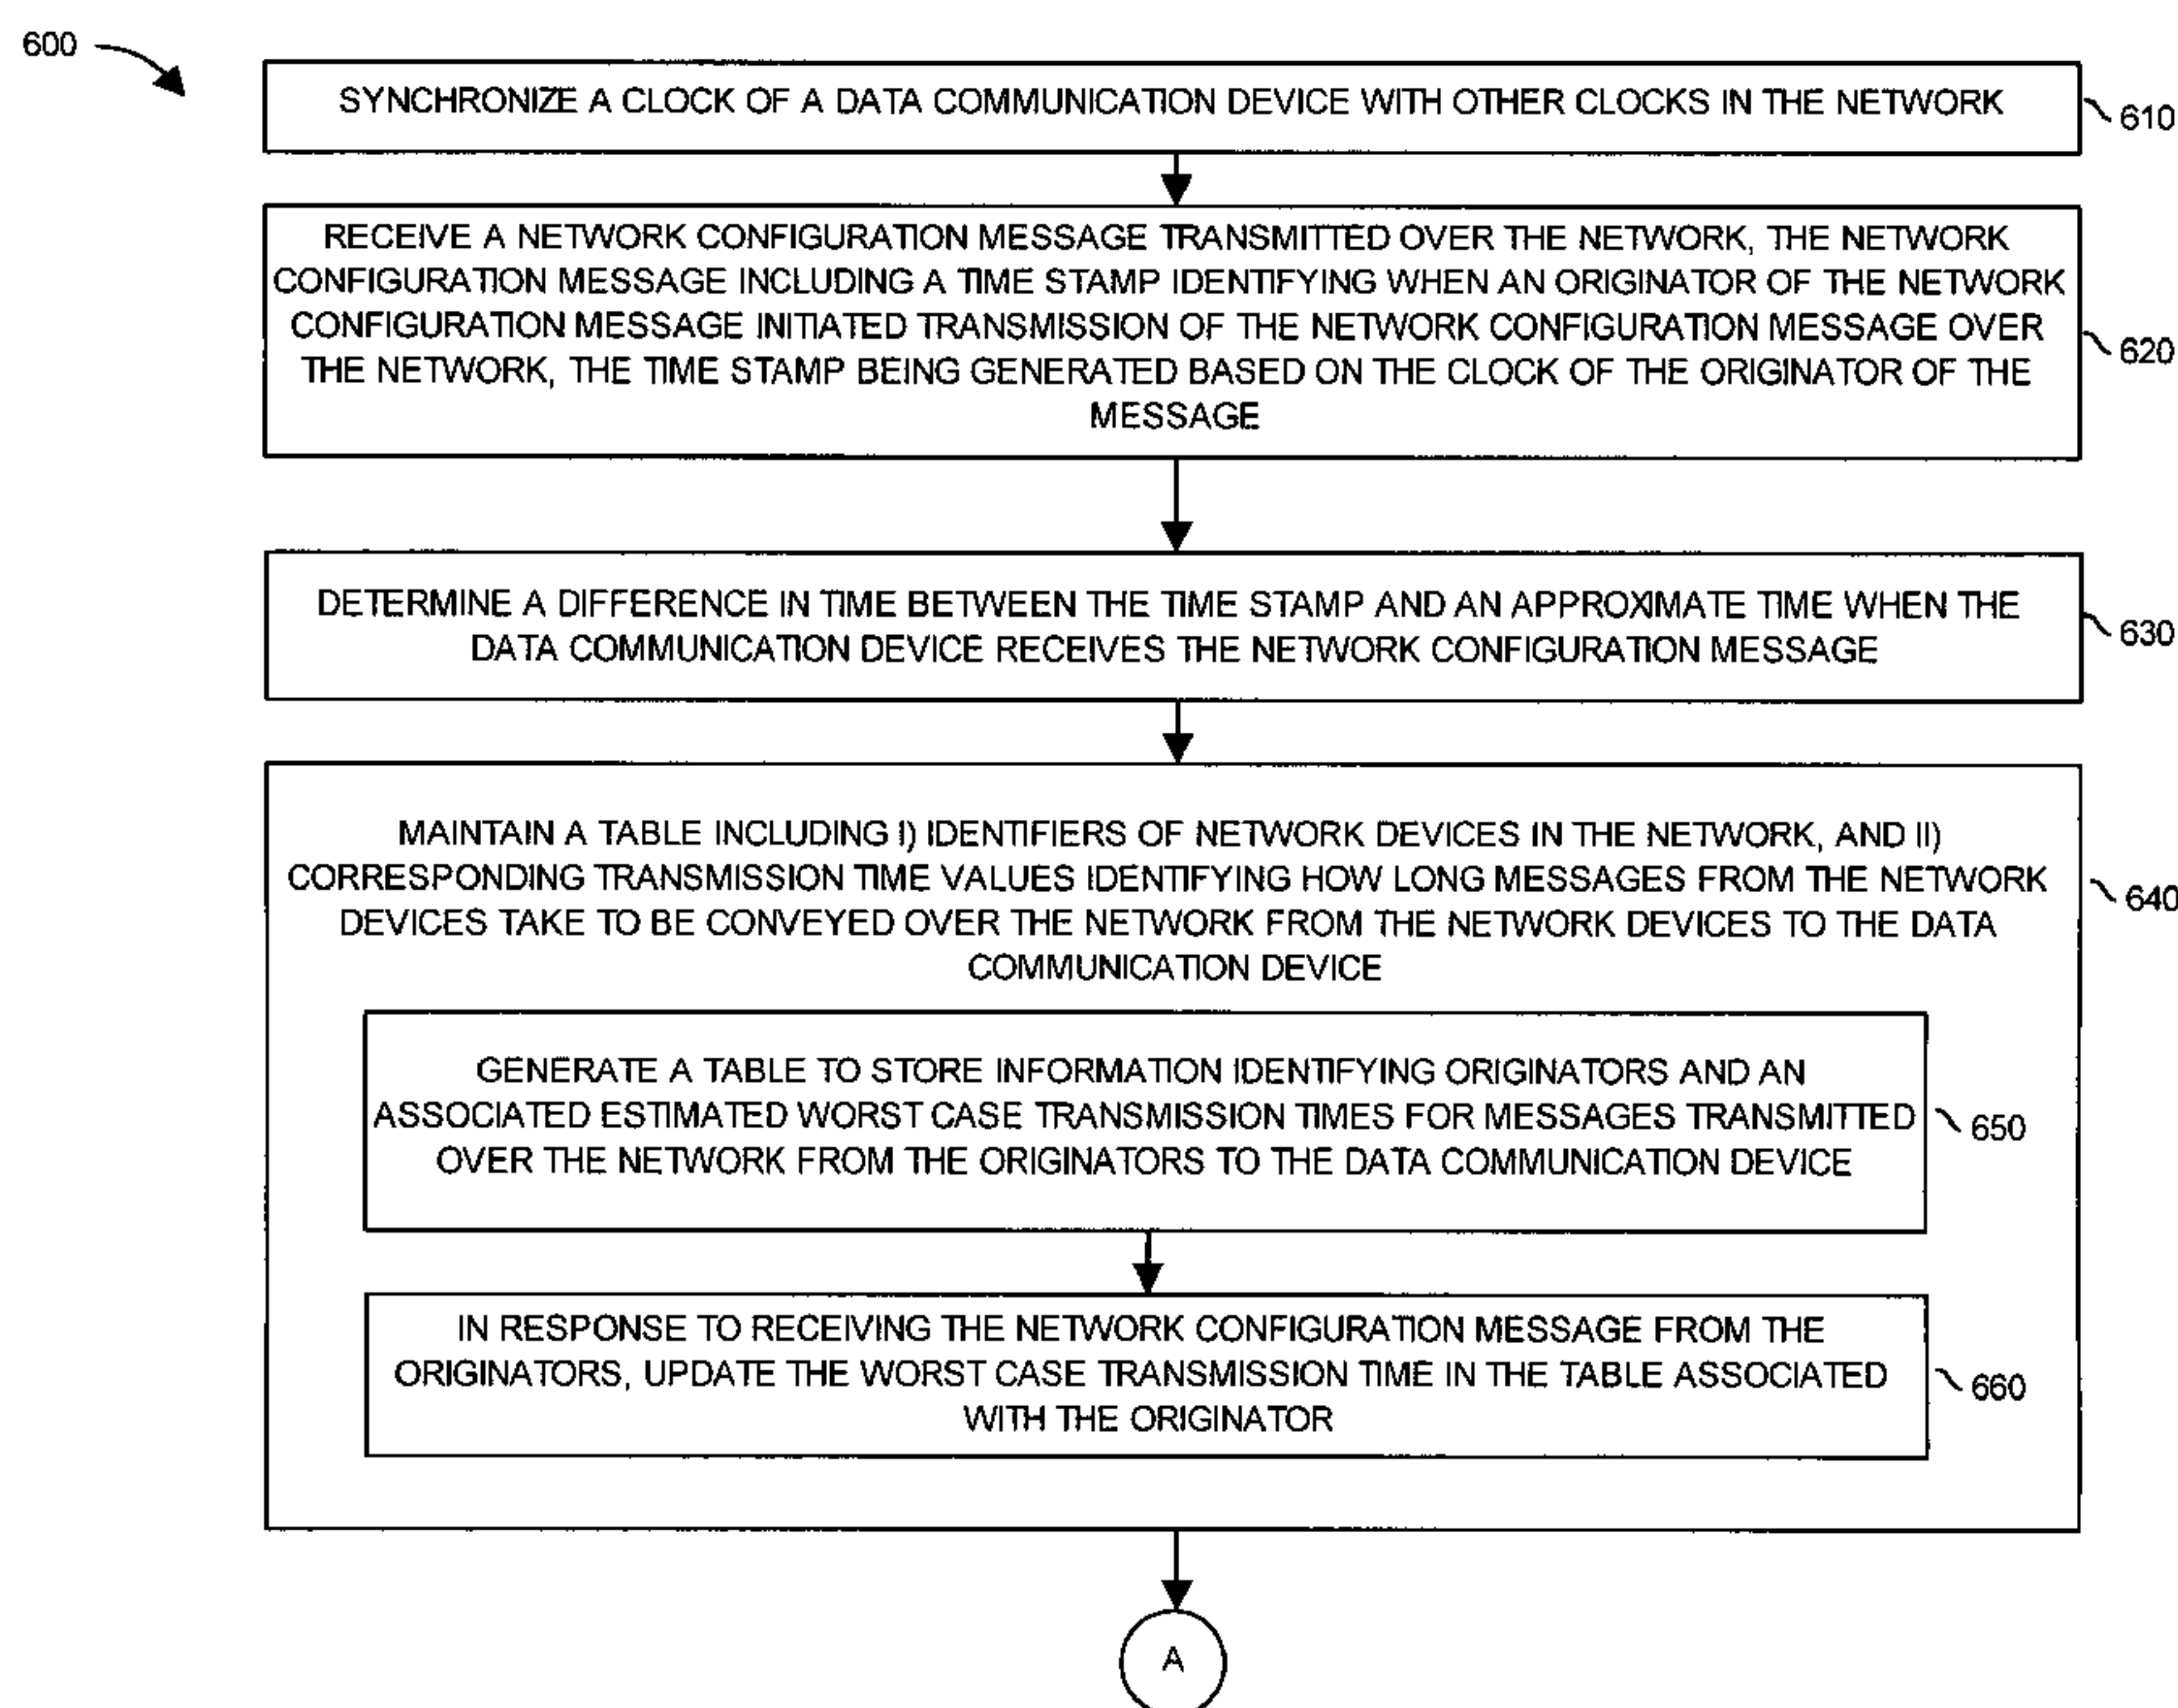 600
SYNCHRONIZE A CLOCK OF A DATA COMMUNICATION DEVICE WITH OTHER CLOCKS IN THE NETWORK
610
RECEIVE A NETWORK CONFIGURATION MESSAGE TRANSMITTED OVER THE NETWORK, THE NETWORK
CONFIGURATION MESSAGE INCLUDING A TIME STAMP IDENTIFYING WHEN AN ORIGINATOR OF THE NETWORK
CONFIGURATION MESSAGE INITIATED TRANSMISSION OF THE NETWORK CONFIGURATION MESSAGE OVER
THE NETWORK, THE TIME STAMP BEING GENERATED BASED ON THE CLOCK OF THE ORIGINATOR OF THE
MESSAGE
620
DETERMINE A DIFFERENCE IN TIME BETWEEN THE TIME STAMP AND AN APPROXIMATE TIME WHEN THE
DATA COMMUNICATION DEVICE RECEIVES THE NETWORK CONFIGURATION MESSAGE
630
MAINTAIN A TABLE INCLUDING I) IDENTIFIERS OF NETWORK DEVICES IN THE NETWORK, AND II)
CORRESPONDING TRANSMISSION TIME VALUES IDENTIFYING HOW LONG MESSAGES FROM THE NETWORK
DEVICES TAKE TO BE CONVEYED OVER THE NETWORK FROM THE NETWORK DEVICES TO THE DATA
COMMUNICATION DEVICE
640
GENERATE A TABLE TO STORE INFORMATION IDENTIFYING ORIGINATORS AND AN
ASSOCIATED ESTIMATED WORST CASE TRANSMISSION TIMES FOR MESSAGES TRANSMITTED
OVER THE NETWORK FROM THE ORIGINATORS TO THE DATA COMMUNICATION DEVICE
650
IN RESPONSE TO RECEIVING THE NETWORK CONFIGURATION MESSAGE FROM THE
ORIGINATORS, UPDATE THE WORST CASE TRANSMISSION TIME IN THE TABLE ASSOCIATED
WITH THE ORIGINATOR
660
A